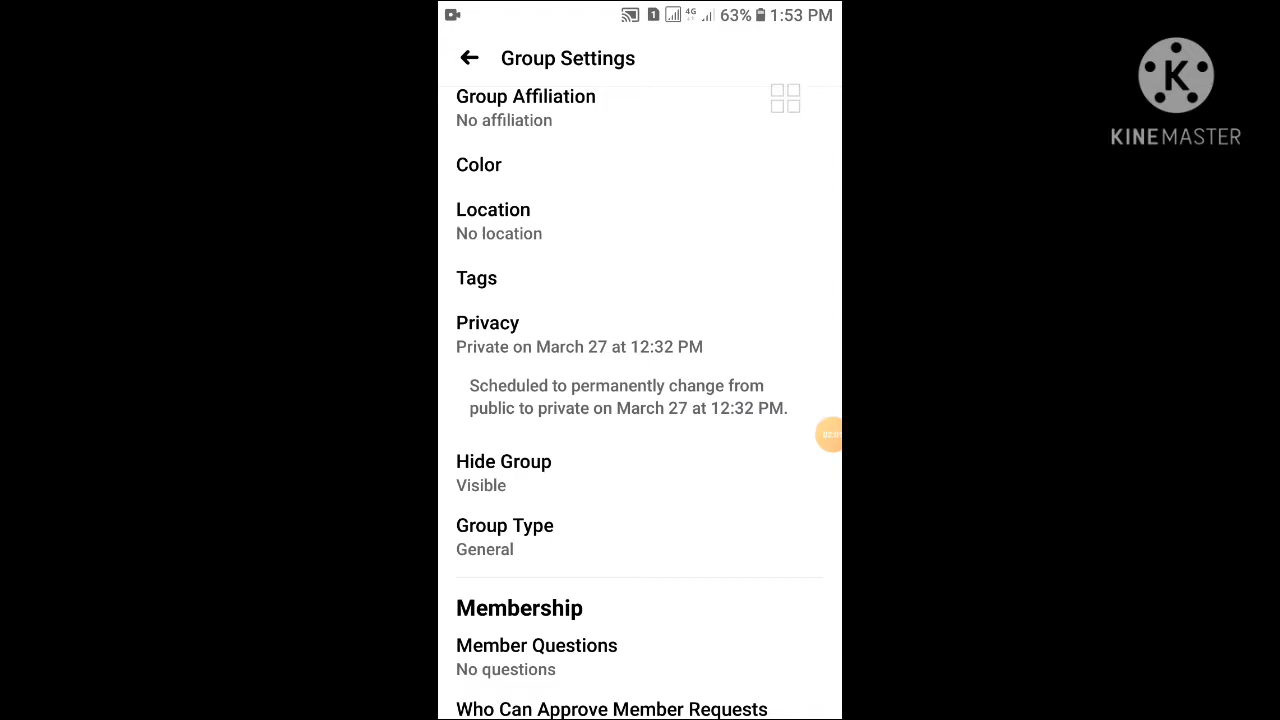 1 4G 63% 1:53 PM
Group Settings
Group Affiliation
No affiliation
Color
Location
No location
Tags
Privacy
Private on March 27 at 12:32 PM
Scheduled to permanently change from
public to private on March 27 at 12:32 PM.
Hide Group
Visible
Group Type
General
Membership
Member Questions
No questions
Who Can Approve Member Requests
K
KINEMASTER